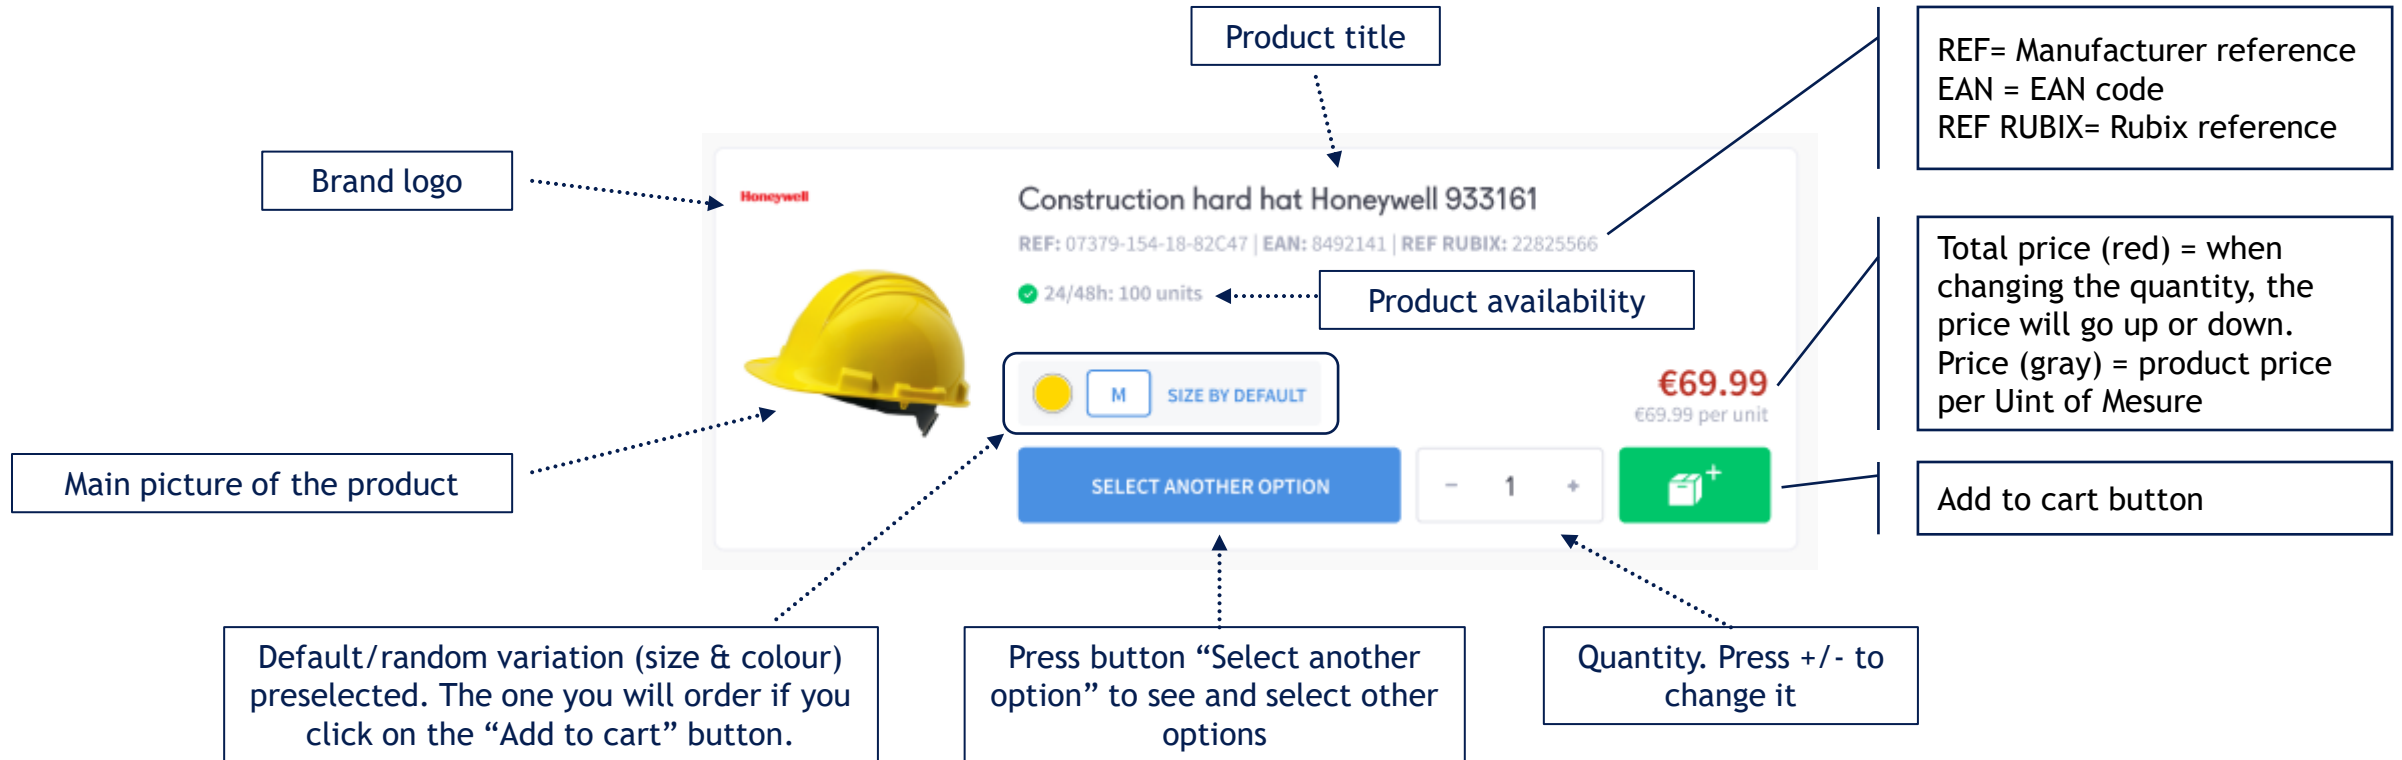 Product title
REF= Manufacturer reference
EAN = EAN code
REF RUBIX= Rubix reference
Brand logo
Honeywell
Construction hard hat Honeywell 933161
REF: 07379-154-18-82C47 | EAN: 8492141 | REF RUBIX: 22825566
Total price (red) = when
changing the quantity, the
price will go up or down.
Price (gray) = product price
per Uint of Mesure
24/48h: 100 units
Product availability
M
SIZE BY DEFAULT
€69.99
€69.99 per unit
Main picture of the product
SELECT ANOTHER OPTION
− 1 +
Add to cart button
Default/random variation (size & colour)
preselected. The one you will order if you
click on the “Add to cart” button.
Press button “Select another
option” to see and select other
options
Quantity. Press +/- to
change it